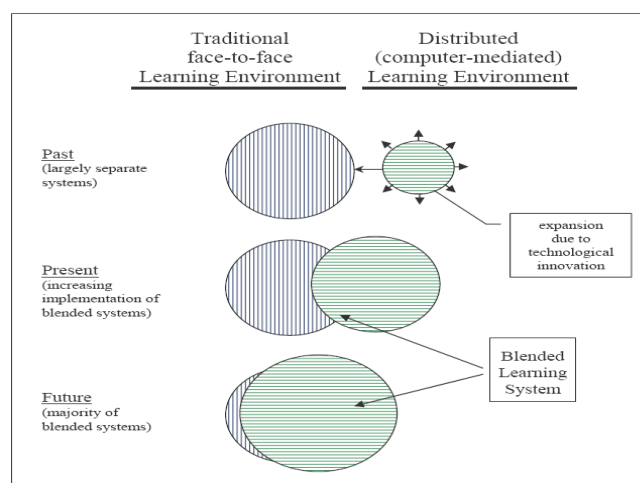 Traditional
face-to-face
Learning Environment
Distributed
(computer-mediated)
Learning Environment
Past
(largely separate
systems)
expansion
due to
technological
innovation
Present
(increasing
implementation of
blended systems)
Blended
Learning
System
Future
(majority of
blended systems)